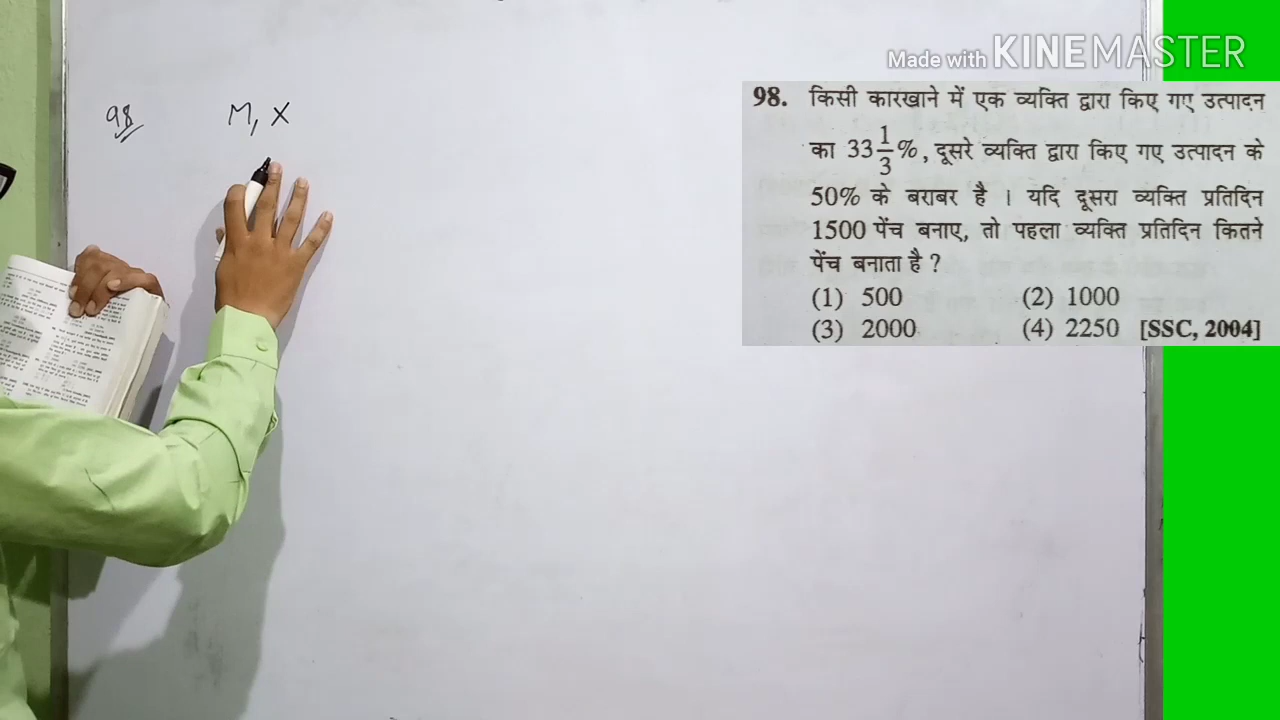 Made with KINEMASTER
98
M, X
98. किसी कारखाने में एक व्यक्ति द्वारा किए गए उत्पादन
का 33 1/3 %, दूसरे व्यक्ति द्वारा किए गए उत्पादन के
50% के बराबर है । यदि दूसरा व्यक्ति प्रतिदिन
1500 पेंच बनाए, तो पहला व्यक्ति प्रतिदिन कितने
पेंच बनाता है ?
(1) 500 (2) 1000
(3) 2000 (4) 2250 [SSC, 2004]